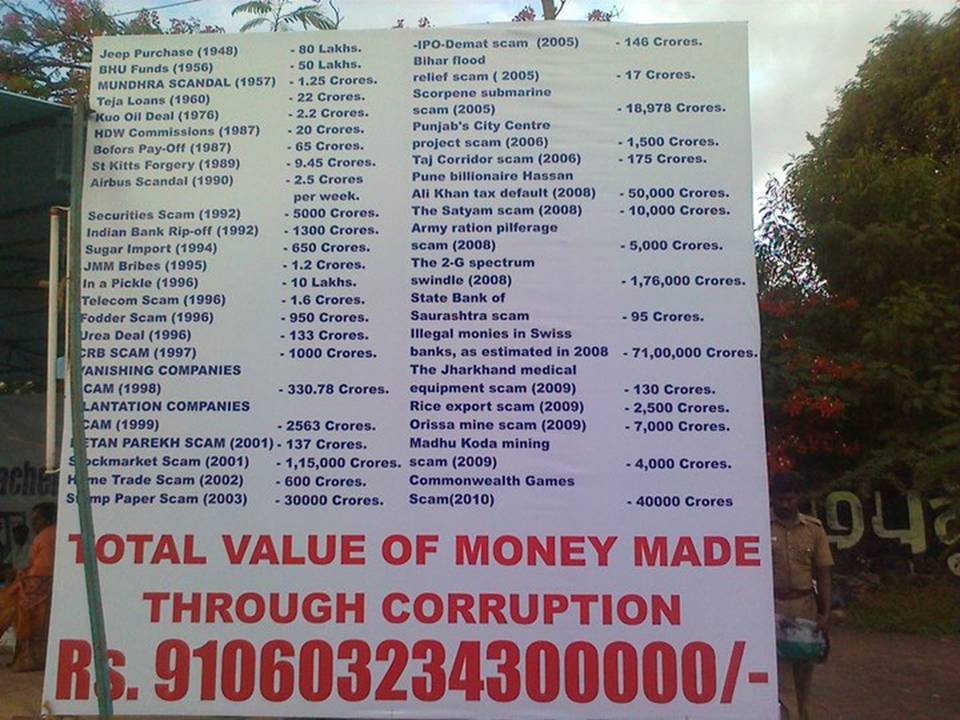 Jeep Purchase (1948) - 80 Lakhs.
BHU Funds (1956) - 50 Lakhs.
MUNDHRA SCANDAL (1957) - 1.25 Crores.
Teja Loans (1960) - 22 Crores.
Kuo Oil Deal (1976) - 2.2 Crores.
HDW Commissions (1987) - 20 Crores.
Bofors Pay-Off (1987) - 65 Crores.
St Kitts Forgery (1989) - 9.45 Crores.
Airbus Scandal (1990) - 2.5 Crores
per week.
Securities Scam (1992) - 5000 Crores.
Indian Bank Rip-off (1992) - 1300 Crores.
Sugar Import (1994) - 650 Crores.
JMM Bribes (1995) - 1.2 Crores.
In a Pickle (1996) - 10 Lakhs.
Telecom Scam (1996) - 1.6 Crores.
Fodder Scam (1996) - 950 Crores.
Urea Deal (1996) - 133 Crores.
CRB SCAM (1997) - 1000 Crores.
VANISHING COMPANIES
SCAM (1998) - 330.78 Crores.
PLANTATION COMPANIES
SCAM (1999) - 2563 Crores.
KETAN PAREKH SCAM (2001) - 137 Crores.
Stockmarket Scam (2001) - 1,15,000 Crores.
Home Trade Scam (2002) - 600 Crores.
Stamp Paper Scam (2003) - 30000 Crores.
-IPO-Demat scam (2005) - 146 Crores.
Bihar flood
relief scam ( 2005) - 17 Crores.
Scorpene submarine
scam (2005) - 18,978 Crores.
Punjab's City Centre
project scam (2006) - 1,500 Crores.
Taj Corridor scam (2006) - 175 Crores.
Pune billionaire Hassan
Ali Khan tax default (2008) - 50,000 Crores.
The Satyam scam (2008) - 10,000 Crores.
Army ration pilferage
scam (2008) - 5,000 Crores.
The 2-G spectrum
swindle (2008) - 1,76,000 Crores.
State Bank of
Saurashtra scam - 95 Crores.
Illegal monies in Swiss
banks, as estimated in 2008 - 71,00,000 Crores.
The Jharkhand medical
equipment scam (2009) - 130 Crores.
Rice export scam (2009) - 2,500 Crores.
Orissa mine scam (2009) - 7,000 Crores.
Madhu Koda mining
scam (2009) - 4,000 Crores.
Commonwealth Games
Scam(2010) - 40000 Crores
TOTAL VALUE OF MONEY MADE
THROUGH CORRUPTION
Rs. 910603234300000/-